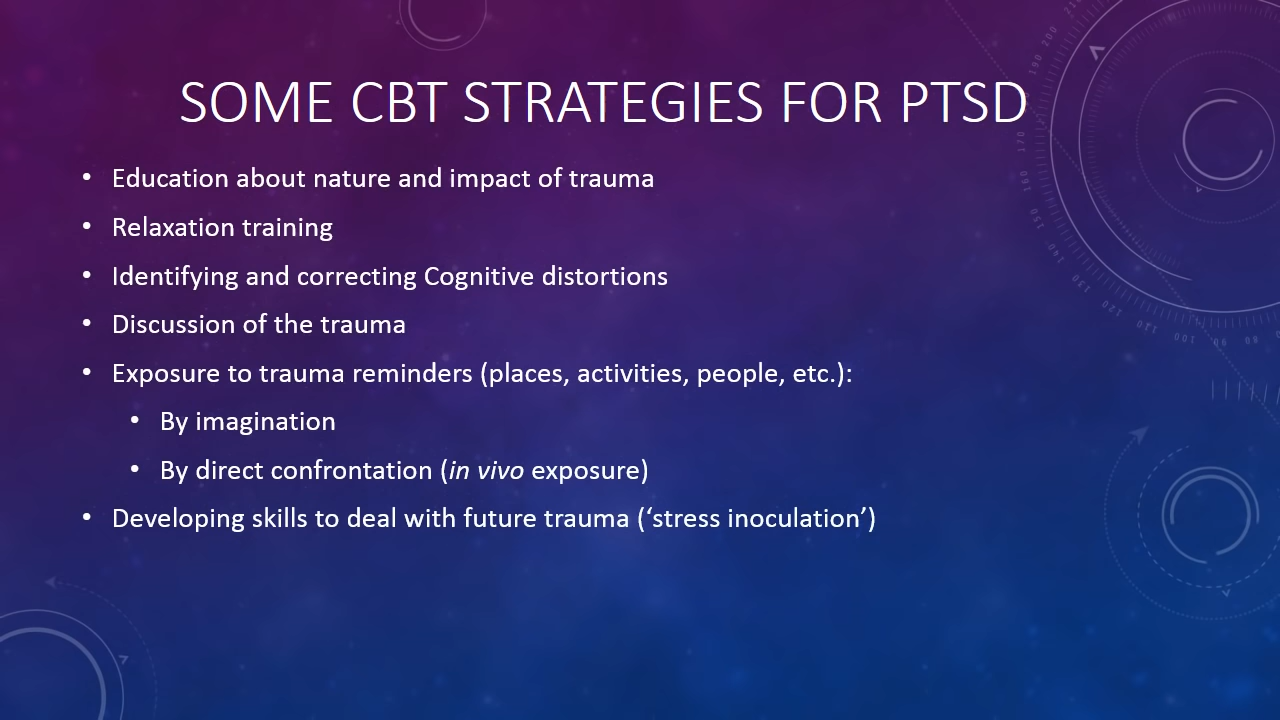 SOME CBT STRATEGIES FOR PTSD
• Education about nature and impact of trauma
• Relaxation training
• Identifying and correcting Cognitive distortions
• Discussion of the trauma
• Exposure to trauma reminders (places, activities, people, etc.):
• By imagination
• By direct confrontation (in vivo exposure)
• Developing skills to deal with future trauma (‘stress inoculation’)